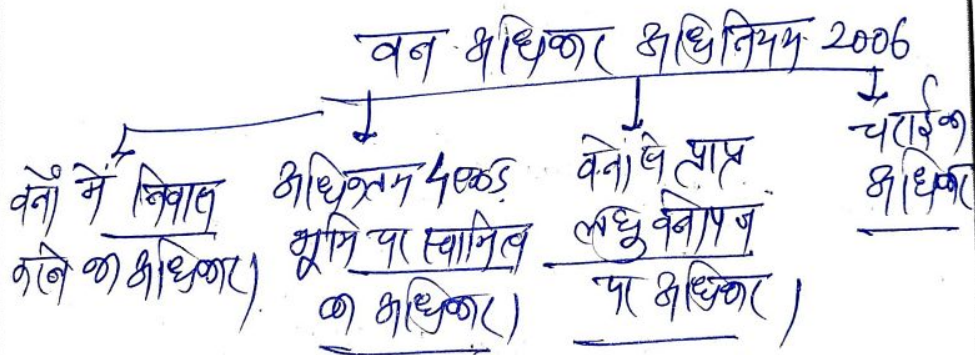 वन अधिकार अधिनियम 2006
वनों में निवास
करने का अधिकार।
अधिकतम 4 एकड़
भूमि पर स्वामित्व
का अधिकार।
वनों से प्राप्त
लघु वनोपज
पर अधिकार।
चराई का
अधिकार